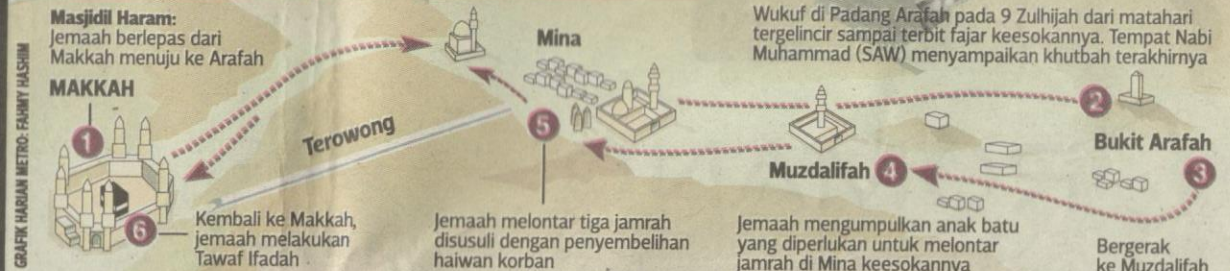 Masjidil Haram:
Jemaah berlepas dari
Makkah menuju ke Arafah
MAKKAH
1
GRAFIK HARIAN METRO: FAHMY HASHIM
Terowong
6
Kembali ke Makkah,
jemaah melakukan
Tawaf Ifadah
Mina
5
Jemaah melontar tiga jamrah
disusuli dengan penyembelihan
haiwan korban
Wukuf di Padang Arafah pada 9 Zulhijah dari matahari
tergelincir sampai terbit fajar keesokannya. Tempat Nabi
Muhammad (SAW) menyampaikan khutbah terakhirnya
2
Bukit Arafah
3
Muzdalifah 4
Jemaah mengumpulkan anak batu
yang diperlukan untuk melontar
jamrah di Mina keesokannya
Bergerak
ke Muzdalifah